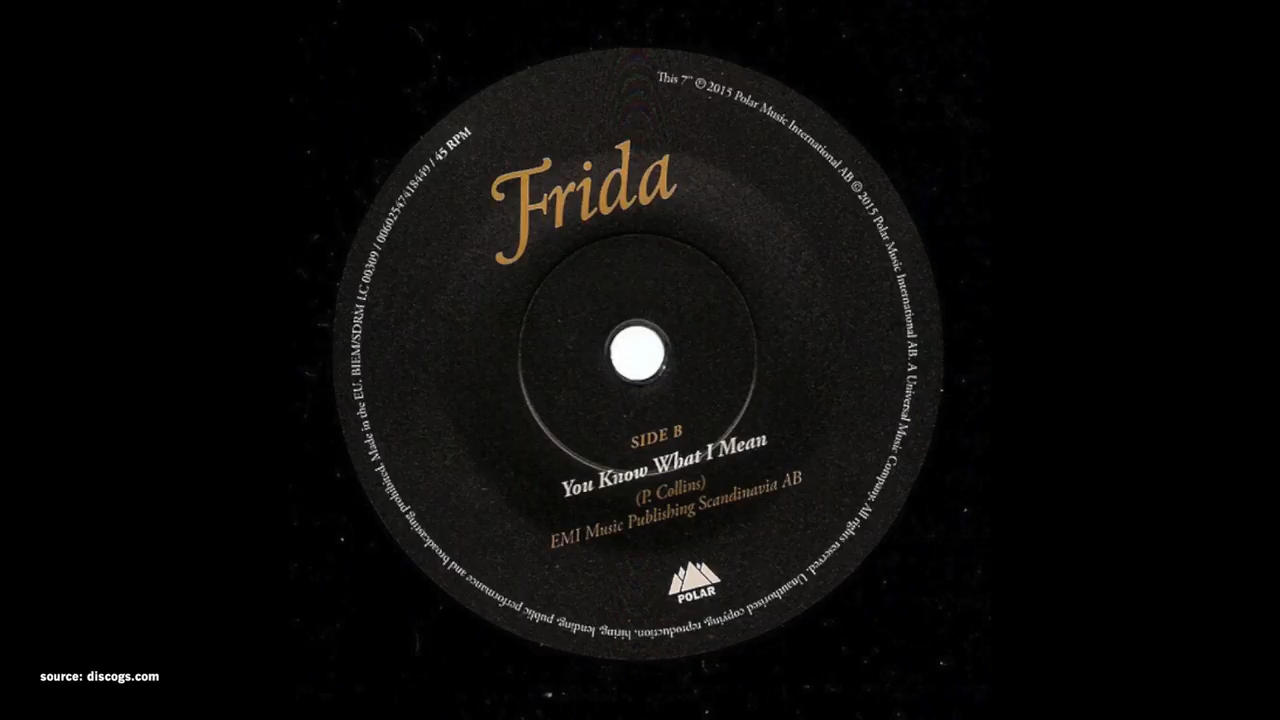 This 7" ©2015 Polar Music International AB ©2015 Polar Music International AB. A Universal Music Company. All rights reserved. Unauthorised copying, reproduction, hiring, lending, public performance and broadcasting prohibited. Made in the EU. BIEM/SDRM LC 00309 / 00602547418449 / 45 RPM
Frida
SIDE B
You Know What I Mean
(P. Collins)
EMI Music Publishing Scandinavia AB
POLAR
source: discogs.com